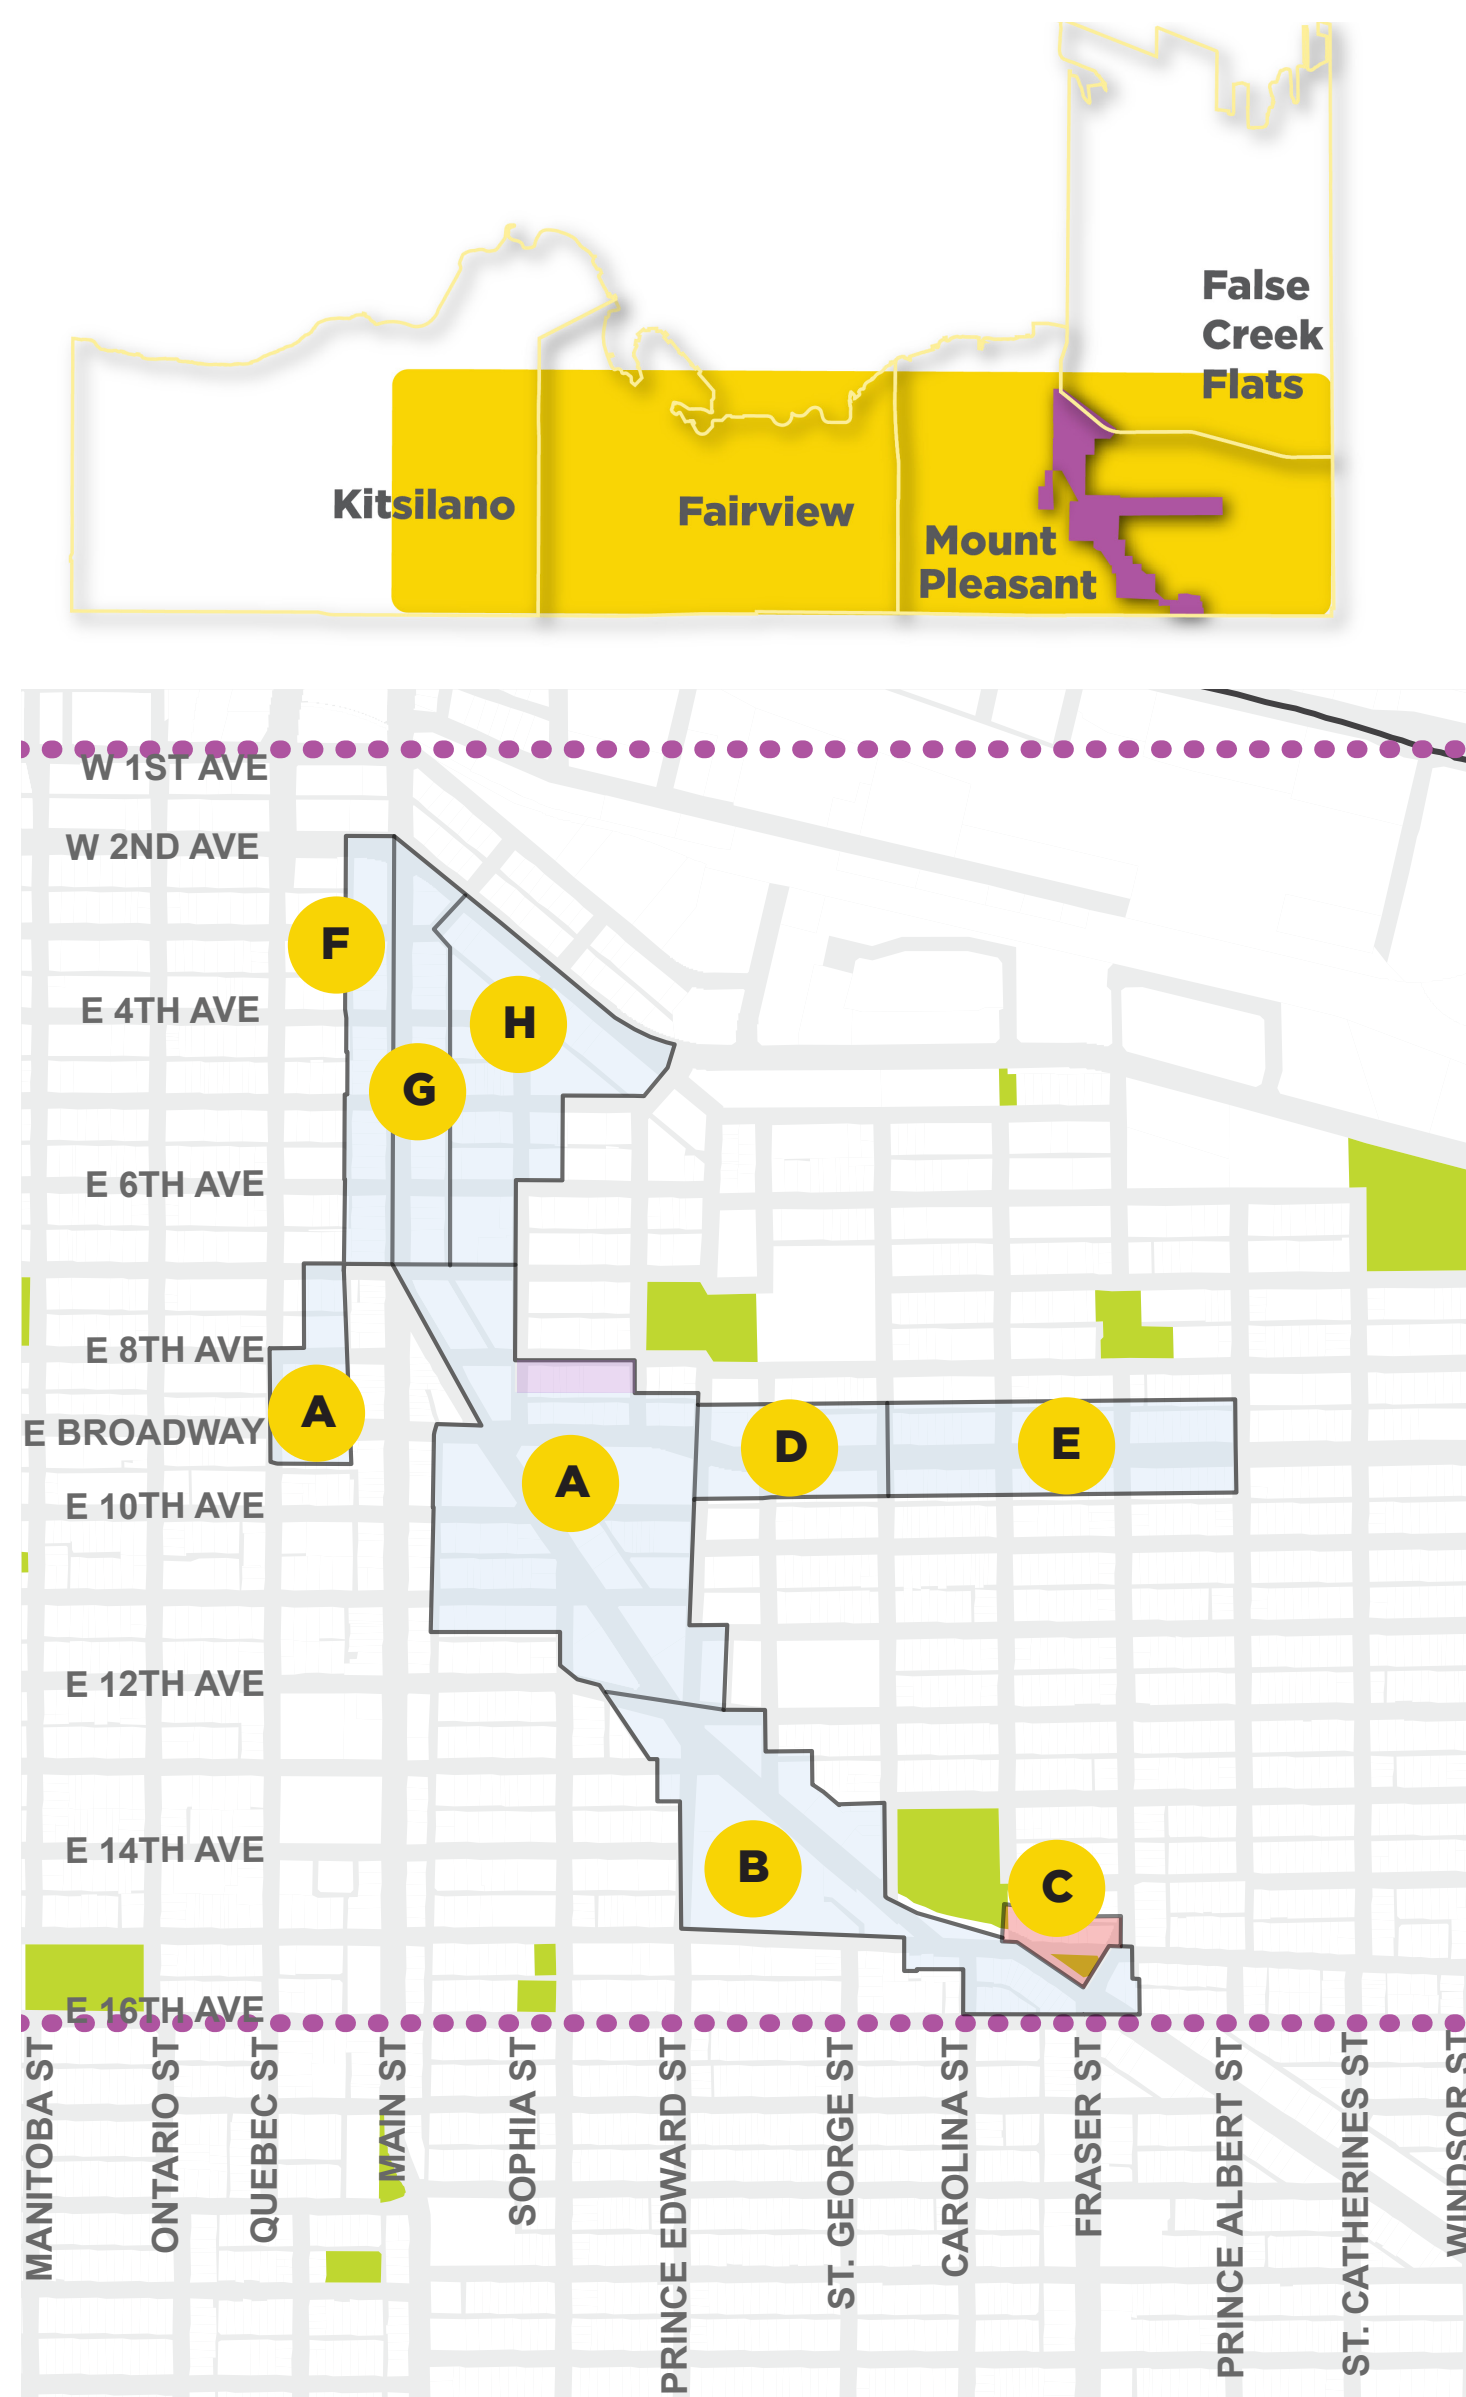 False
Creek
Flats
Kitsilano
Fairview
Mount
Pleasant
W 1ST AVE
W 2ND AVE
F
E 4TH AVE
H
G
E 6TH AVE
E 8TH AVE
A
E BROADWAY
D
E
A
E 10TH AVE
E 12TH AVE
E 14TH AVE
B
C
E 16TH AVE
MANITOBA ST
ONTARIO ST
QUEBEC ST
MAIN ST
SOPHIA ST
PRINCE EDWARD ST
ST. GEORGE ST
CAROLINA ST
FRASER ST
PRINCE ALBERT ST
ST. CATHERINES ST
WINDSOR ST